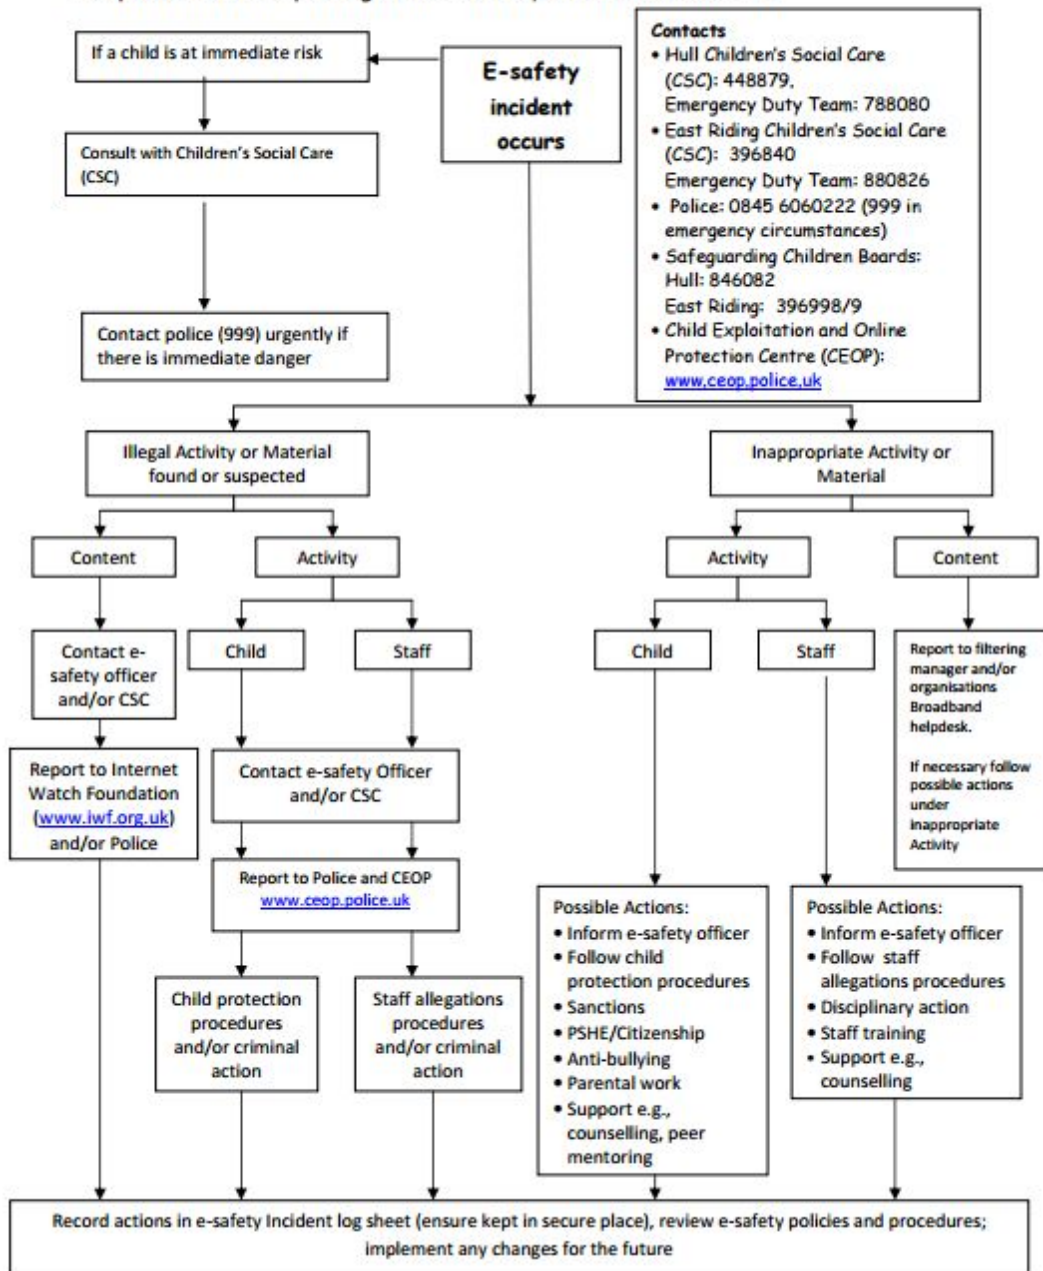 If a child is at immediate risk
E-safety
incident
occurs
Contacts
• Hull Children's Social Care
(CSC): 448879,
Emergency Duty Team: 788080
• East Riding Children's Social Care
(CSC): 396840
Emergency Duty Team: 880826
• Police: 0845 6060222 (999 in
emergency circumstances)
• Safeguarding Children Boards:
Hull: 846082
East Riding: 396998/9
• Child Exploitation and Online
Protection Centre (CEOP):
www,ceop,police,uk
Consult with Children's Social Care
(CSC)
Contact police (999) urgently if
there is immediate danger
Illegal Activity or Material
found or suspected
Inappropriate Activity or
Material
Content
Activity
Activity
Content
Contact e-
safety officer
and/or CSC
Child
Staff
Child
Staff
Report to filtering
manager and/or
organisations
Broadband
helpdesk.
If necessary follow
possible actions
under
inappropriate
Activity
Report to Internet
Watch Foundation
(www.iwf.org.uk)
and/or Police
Contact e-safety Officer
and/or CSC
Report to Police and CEOP
www.ceop.police.uk
Child protection
procedures
and/or criminal
action
Staff allegations
procedures
and/or criminal
action
Possible Actions:
• Inform e-safety officer
• Follow child
protection procedures
• Sanctions
• PSHE/Citizenship
• Anti-bullying
• Parental work
• Support e.g.,
counselling, peer
mentoring
Possible Actions:
• Inform e-safety officer
• Follow staff
allegations procedures
• Disciplinary action
• Staff training
• Support e.g.,
counselling
Record actions in e-safety Incident log sheet (ensure kept in secure place), review e-safety policies and procedures;
implement any changes for the future